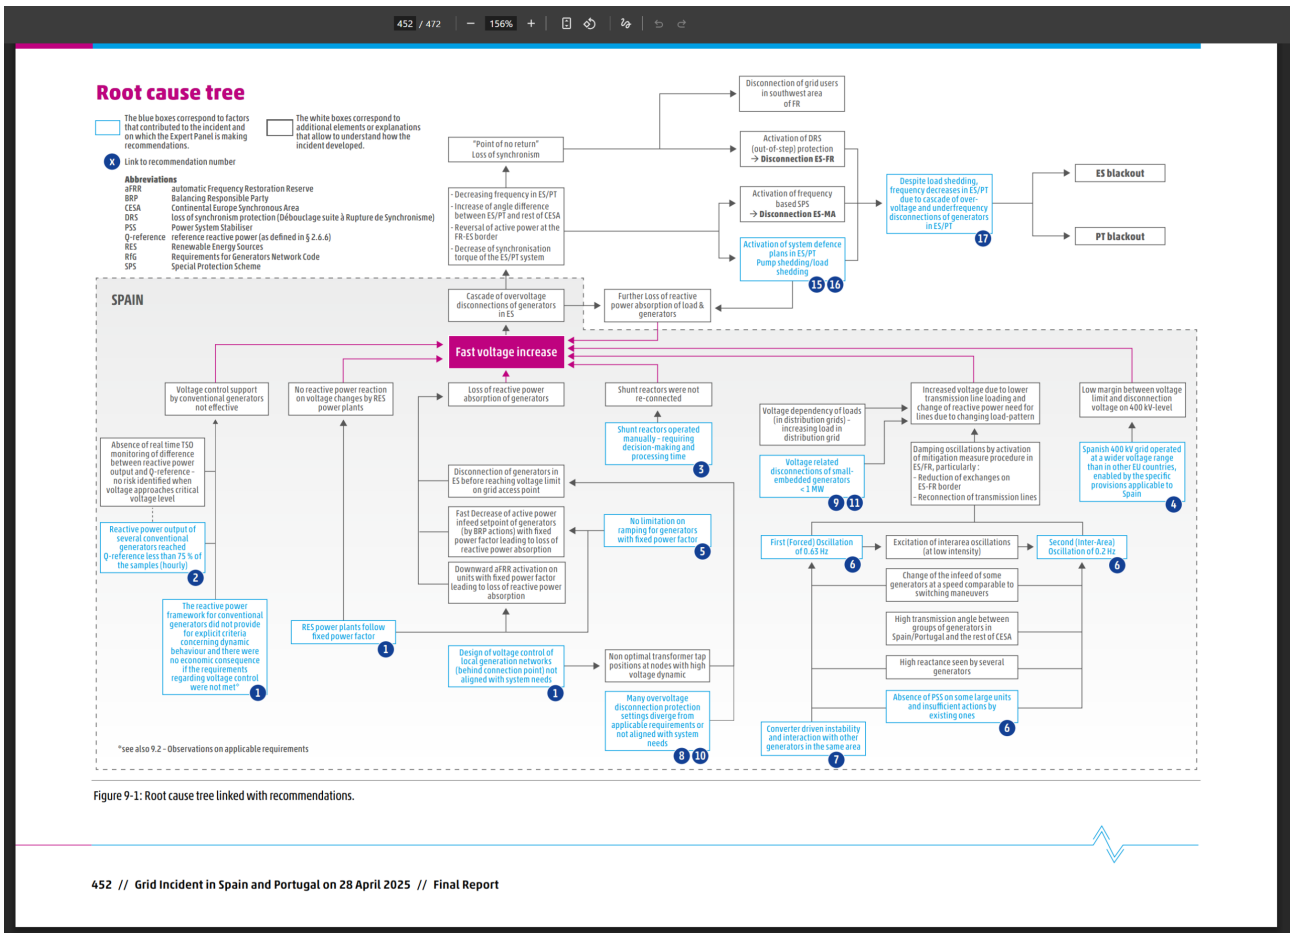 452 / 472
156%
Root cause tree
The blue boxes correspond to factors
that contributed to the incident and
on which the Expert Panel is making
recommendations.
The white boxes correspond to
additional elements or explanations
that allow to understand how the
incident developed.
X Link to recommendation number
Abbreviations
aFRR automatic Frequency Restoration Reserve
BRP Balancing Responsible Party
CESA Continental Europe Synchronous Area
DRS loss of synchronism protection (Débouclage suite à Rupture de Synchronisme)
PSS Power System Stabiliser
Q-reference reference reactive power (as defined in § 2.6.6)
RES Renewable Energy Sources
RfG Requirements for Generators Network Code
SPS Special Protection Scheme
Disconnection of grid users
in southwest area
of FR
"Point of no return"
Loss of synchronism
Activation of DRS
(out-of-step) protection
→ Disconnection ES-FR
- Decreasing frequency in ES/PT
- Increase of angle difference
between ES/PT and rest of CESA
- Reversal of active power at the
FR-ES border
- Decrease of synchronisation
torque of the ES/PT system
Activation of frequency
based SPS
→ Disconnection ES-MA
Activation of system defence
plans in ES/PT
Pump shedding/load
shedding
15 16
Despite load shedding,
frequency decreases in ES/PT
due to cascade of over-
voltage and underfrequency
disconnections of generators
in ES/PT
17
ES blackout
PT blackout
SPAIN
Cascade of overvoltage
disconnections of generators
in ES
Further Loss of reactive
power absorption of load &
generators
Fast voltage increase
Voltage control support
by conventional generators
not effective
No reactive power reaction
on voltage changes by RES
power plants
Loss of reactive power
absorption of generators
Shunt reactors were not
re-connected
Increased voltage due to lower
transmission line loading and
change of reactive power need for
lines due to changing load-pattern
Low margin between voltage
limit and disconnection
voltage on 400 kV-level
Absence of real time TSO
monitoring of difference
between reactive power
output and Q-reference -
no risk identified when
voltage approaches critical
voltage level
Shunt reactors operated
manually - requiring
decision-making and
processing time
3
Voltage dependency of loads
(in distribution grids) -
increasing load in
distribution grid
Voltage related
disconnections of small-
embedded generators
< 1 MW
9 11
Damping oscillations by activation
of mitigation measure procedure in
ES/FR, particularly :
- Reduction of exchanges on
ES-FR border
- Reconnection of transmission lines
Spanish 400 kV grid operated
at a wider voltage range
than in other EU countries,
enabled by the specific
provisions applicable to
Spain
4
Disconnection of generators in
ES before reaching voltage limit
on grid access point
Fast Decrease of active power
infeed setpoint of generators
(by BRP actions) with fixed
power factor leading to loss of
reactive power absorption
No limitation on
ramping for generators
with fixed power factor
5
Reactive power output of
several conventional
generators reached
Q-reference less than 75 % of
the samples (hourly)
2
Downward aFRR activation on
units with fixed power factor
leading to loss of reactive power
absorption
First (Forced) Oscillation
of 0.63 Hz
6
Excitation of interarea oscillations
(at low intensity)
Second (Inter-Area)
Oscillation of 0.2 Hz
6
Change of the infeed of some
generators at a speed comparable to
switching maneuvers
The reactive power
framework for conventional
generators did not provide
for explicit criteria
concerning dynamic
behaviour and there were
no economic consequence
if the requirements
regarding voltage control
were not met*
1
RES power plants follow
fixed power factor
1
High transmission angle between
groups of generators in
Spain/Portugal and the rest of CESA
Design of voltage control of
local generation networks
(behind connection point) not
aligned with system needs
1
Non optimal transformer tap
positions at nodes with high
voltage dynamic
High reactance seen by several
generators
Many overvoltage
disconnection protection
settings diverge from
applicable requirements or
not aligned with system
needs
8 10
Absence of PSS on some large units
and insufficient actions by
existing ones
6
Converter driven instability
and interaction with other
generators in the same area
7
*see also 9.2 - Observations on applicable requirements
Figure 9-1: Root cause tree linked with recommendations.
452 // Grid Incident in Spain and Portugal on 28 April 2025 // Final Report